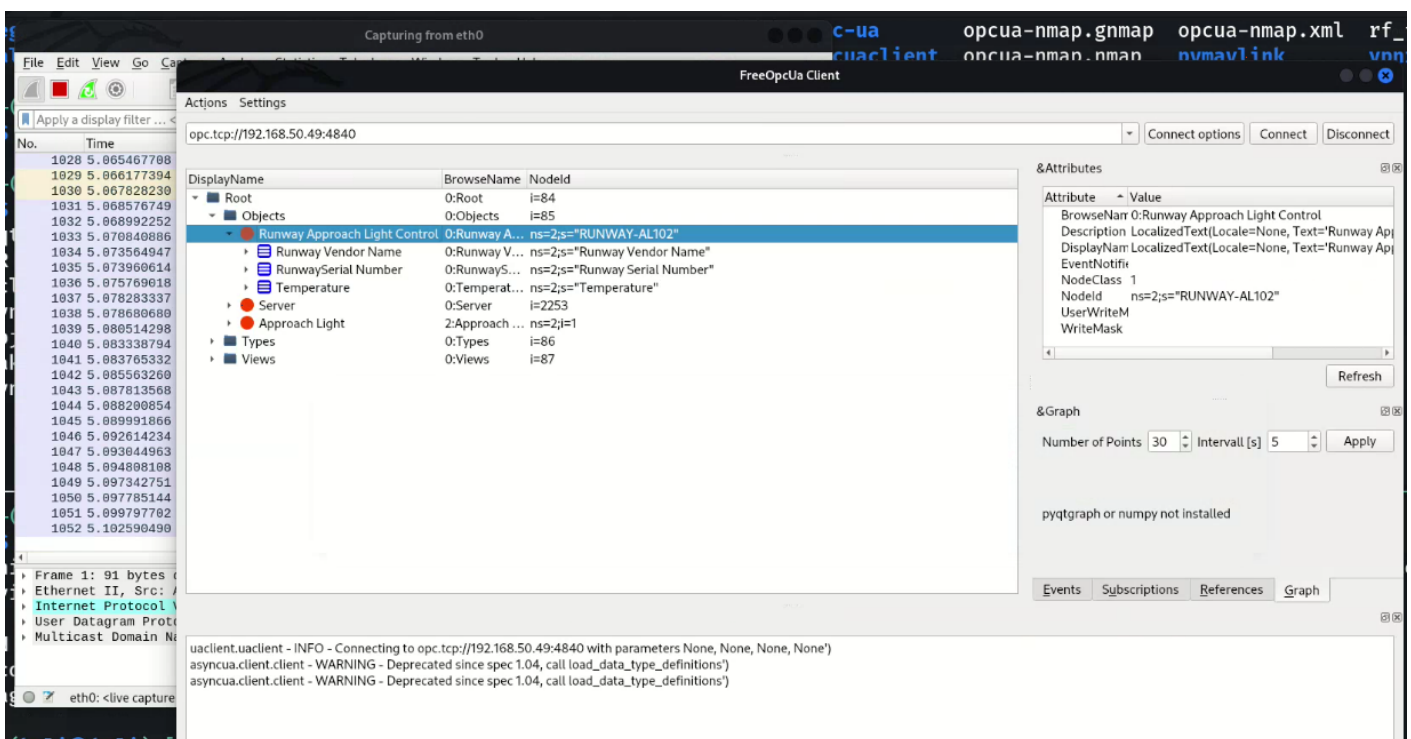 Capturing from eth0
c-ua opcua-nmap.gnmap opcua-nmap.xml rf_
cuaclient opcua-nmap.nmap pymavlink
File Edit View Go
Apply a display filter … <
No. Time
1028 5.065467708
1029 5.066177394
1030 5.067828230
1031 5.068576749
1032 5.068992252
1033 5.070840886
1034 5.073564947
1035 5.073960614
1036 5.075769018
1037 5.078283337
1038 5.078680680
1039 5.080514298
1040 5.083338794
1041 5.083765332
1042 5.085563260
1043 5.087813568
1044 5.088200854
1045 5.089991866
1046 5.092614234
1047 5.093044963
1048 5.094808108
1049 5.097342751
1050 5.097785144
1051 5.099797702
1052 5.102590490
Frame 1: 91 bytes
Ethernet II, Src:
Internet Protocol
User Datagram Proto
Multicast Domain Na
eth0: <live capture
FreeOpcUa Client
Actions Settings
opc.tcp://192.168.50.49:4840 Connect options Connect Disconnect
DisplayName BrowseName NodeId
Root 0:Root i=84
Objects 0:Objects i=85
Runway Approach Light Control 0:Runway A... ns=2;s="RUNWAY-AL102"
Runway Vendor Name 0:Runway V... ns=2;s="Runway Vendor Name"
RunwaySerial Number 0:RunwayS... ns=2;s="Runway Serial Number"
Temperature 0:Temperat... ns=2;s="Temperature"
Server 0:Server i=2253
Approach Light 2:Approach ... ns=2;i=1
Types 0:Types i=86
Views 0:Views i=87
&Attributes
Attribute Value
BrowseNam 0:Runway Approach Light Control
Description LocalizedText(Locale=None, Text='Runway App
DisplayNam LocalizedText(Locale=None, Text='Runway App
EventNotifi
NodeClass 1
NodeId ns=2;s="RUNWAY-AL102"
UserWriteM
WriteMask
Refresh
&Graph
Number of Points 30 Intervall [s] 5 Apply
pyqtgraph or numpy not installed
Events Subscriptions References Graph
uaclient.uaclient - INFO - Connecting to opc.tcp://192.168.50.49:4840 with parameters None, None, None, None')
asyncua.client.client - WARNING - Deprecated since spec 1.04, call load_data_type_definitions')
asyncua.client.client - WARNING - Deprecated since spec 1.04, call load_data_type_definitions')